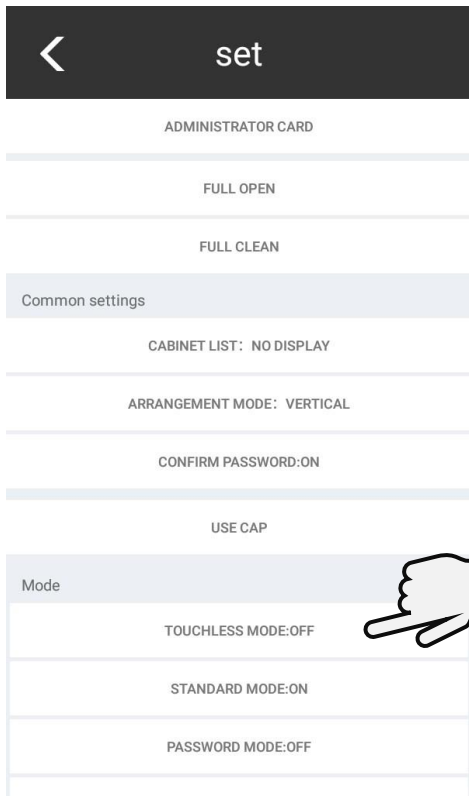 set
ADMINISTRATOR CARD
FULL OPEN
FULL CLEAN
Common settings
CABINET LIST： NO DISPLAY
ARRANGEMENT MODE： VERTICAL
CONFIRM PASSWORD:ON
USE CAP
Mode
TOUCHLESS MODE:OFF
STANDARD MODE:ON
PASSWORD MODE:OFF